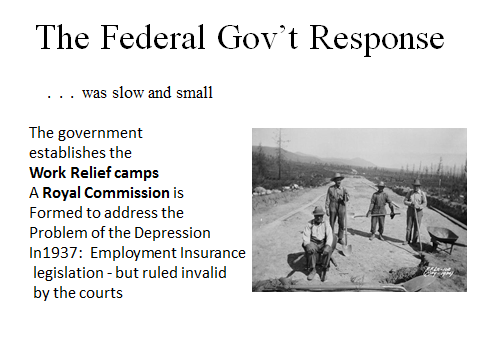 The Federal Gov't Response
. . . was slow and small
The government
establishes the
Work Relief camps
A Royal Commission is
Formed to address the
Problem of the Depression
In1937: Employment Insurance
legislation - but ruled invalid
by the courts